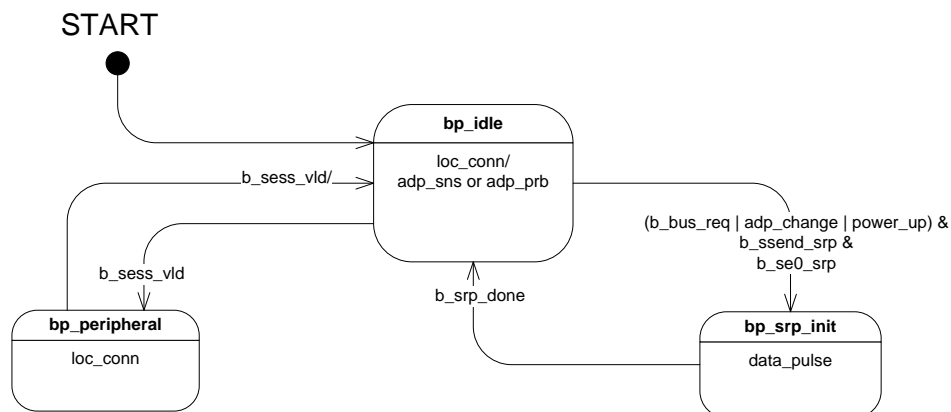 START
bp_idle
loc_conn/
adp_sns or adp_prb
b_sess_vld/
(b_bus_req | adp_change | power_up) &
b_ssend_srp &
b_se0_srp
b_sess_vld
b_srp_done
bp_peripheral
loc_conn
bp_srp_init
data_pulse